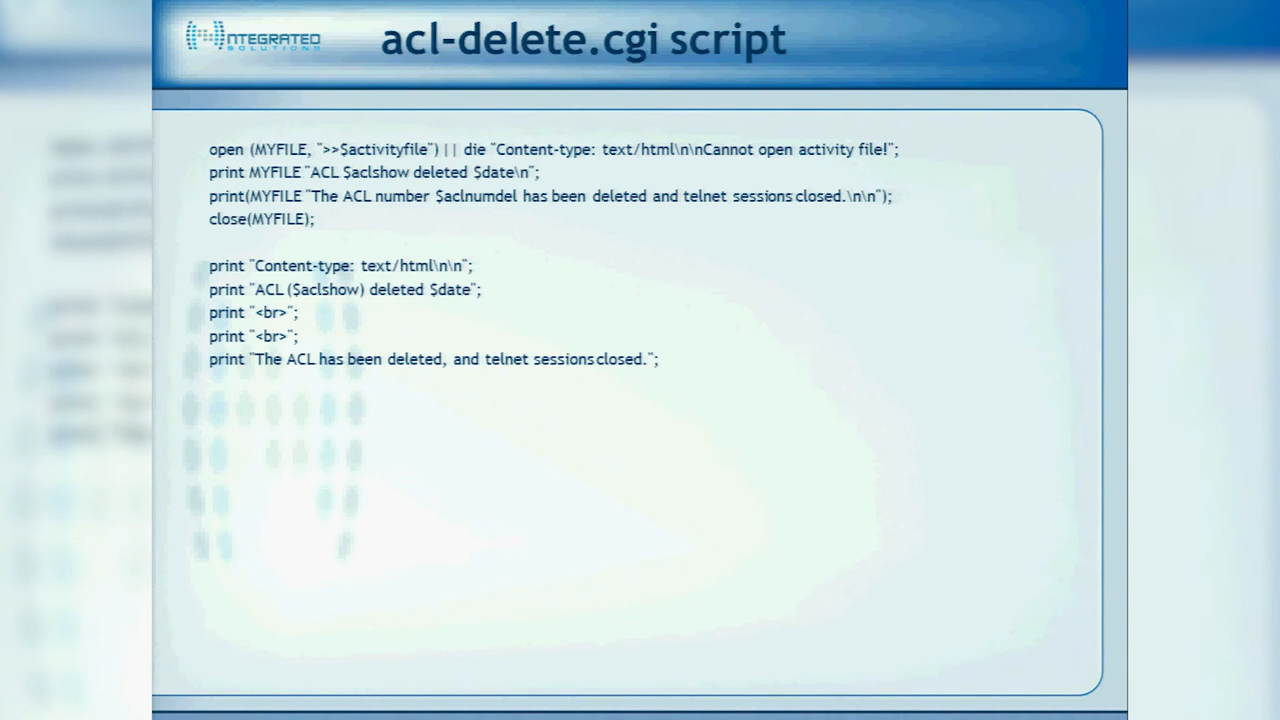 NTEGRATED
SOLUTIONS
acl-delete.cgi script
open (MYFILE, ">>$activityfile") || die "Content-type: text/html\n\nCannot open activity file!";
print MYFILE "ACL $aclshow deleted $date\n";
print(MYFILE "The ACL number $aclnumdel has been deleted and telnet sessions closed.\n\n");
close(MYFILE);
print "Content-type: text/html\n\n";
print "ACL ($aclshow) deleted $date";
print "<br>";
print "<br>";
print "The ACL has been deleted, and telnet sessions closed.";